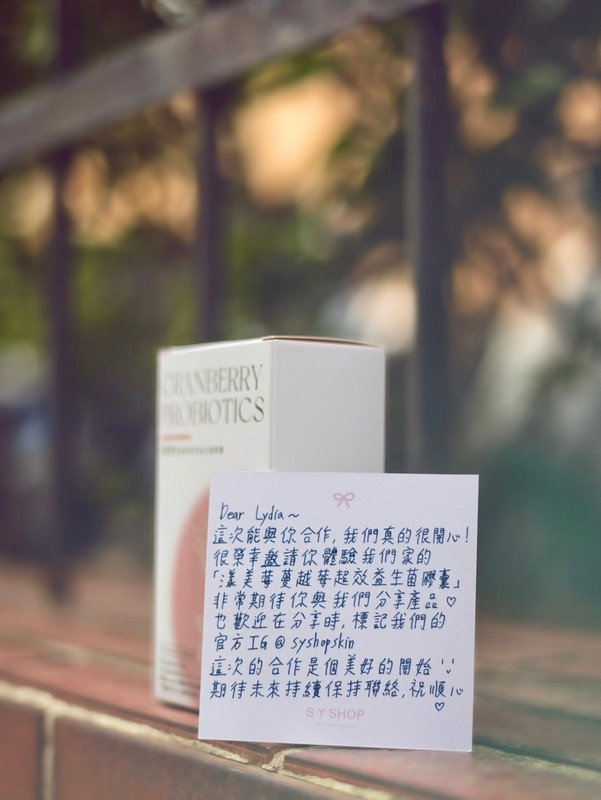 CRANBERRY
PROBIOTICS
Dear Lydia~
這次能與你合作,我們真的很開心!
很榮幸邀請你體驗我們家的
「漾美莓蔓越莓超效益生菌膠囊」
非常期待你與我們分享產品♡
也歡迎在分享時,標記我們的
官方IG @ syshopskin
這次的合作是個美好的開始
期待未來持續保持聯絡,祝順心
♡
S·Y SHOP